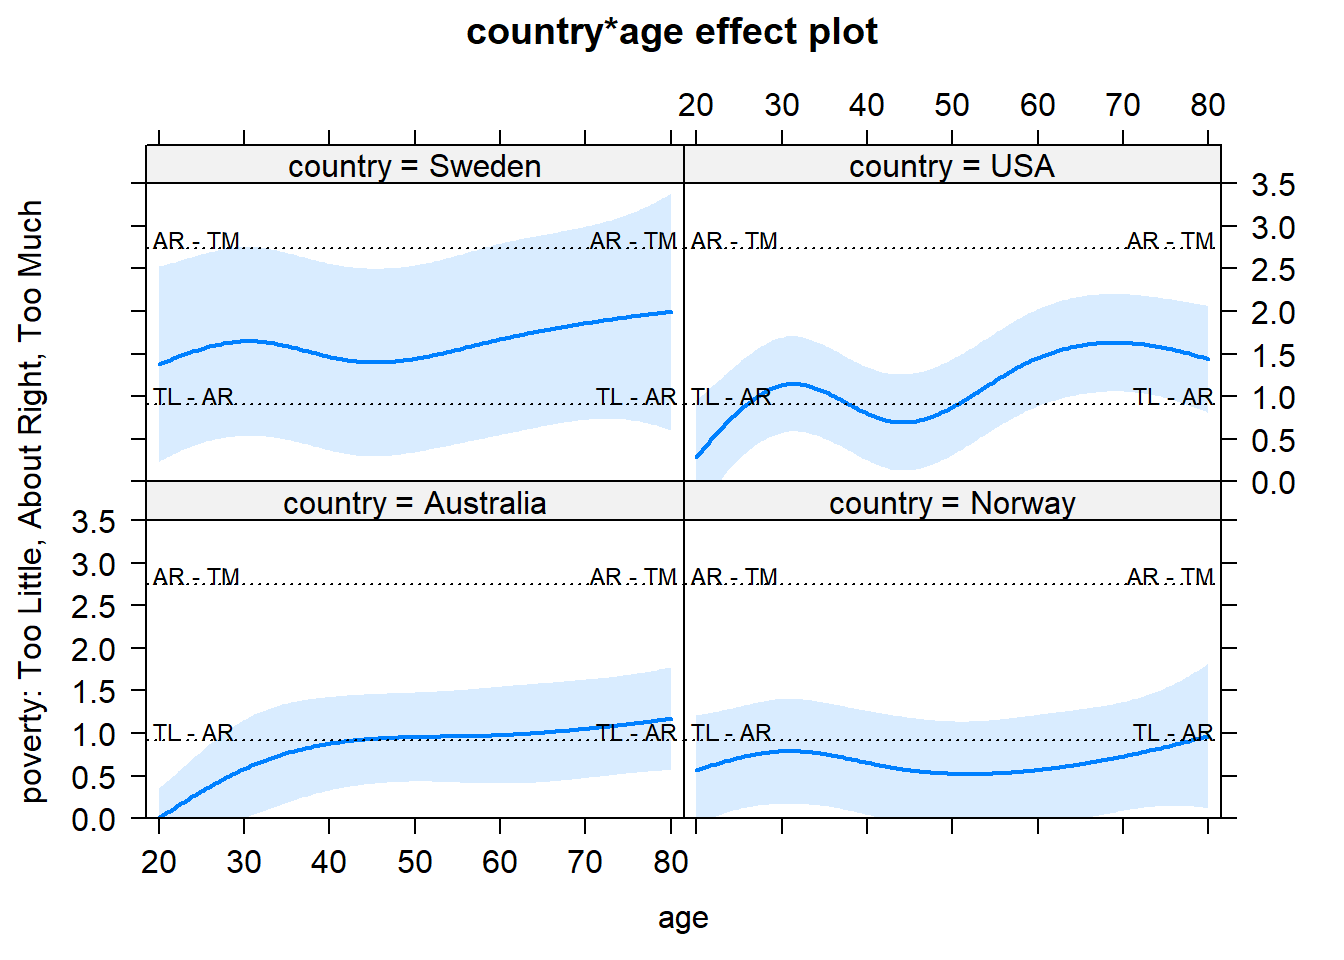 country*age effect plot
20 30 40 50 60 70 80
country = Sweden
country = USA
3.5
3.0
2.5
2.0
1.5
1.0
0.5
0.0
AR - TM
AR - TM
AR - TM
AR - TM
TL - AR
TL - AR
TL - AR
TL - AR
country = Australia
country = Norway
3.5
3.0
2.5
2.0
1.5
1.0
0.5
0.0
AR - TM
AR - TM
AR - TM
AR - TM
TL - AR
TL - AR
TL - AR
TL - AR
20 30 40 50 60 70 80
age
poverty: Too Little, About Right, Too Much